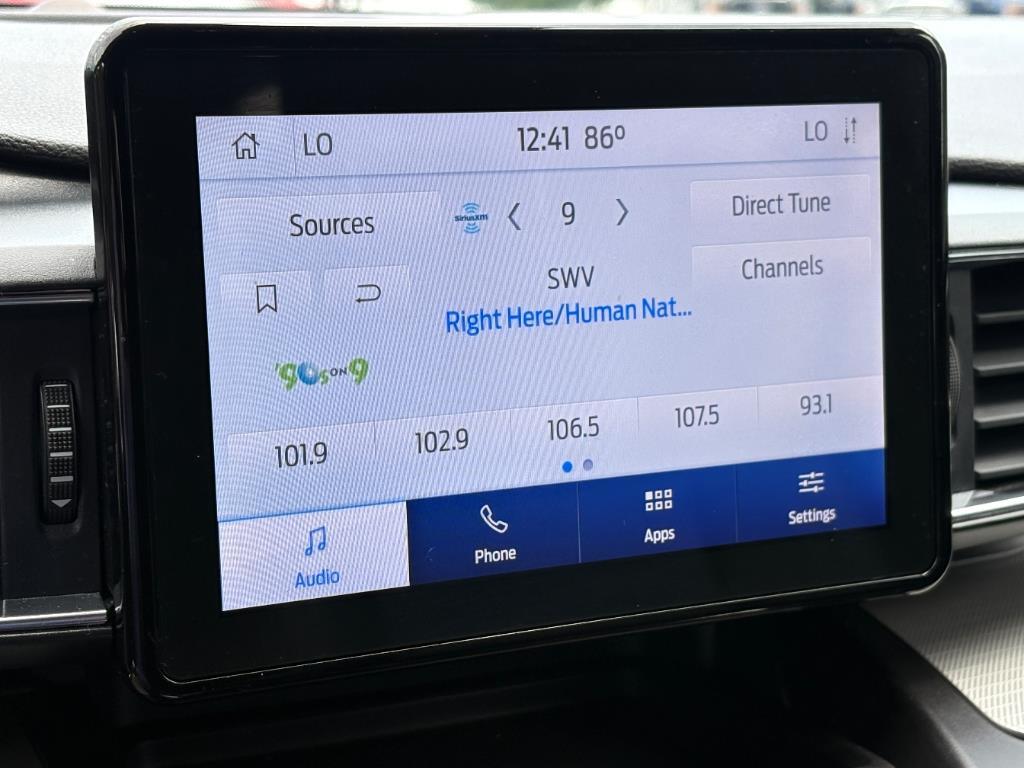 LO 12:41 86° LO
Sources
SiriusXM
9
Direct Tune
Channels
SWV
Right Here/Human Nat...
'90s ON 9
101.9 102.9 106.5 107.5 93.1
Audio Phone Apps Settings